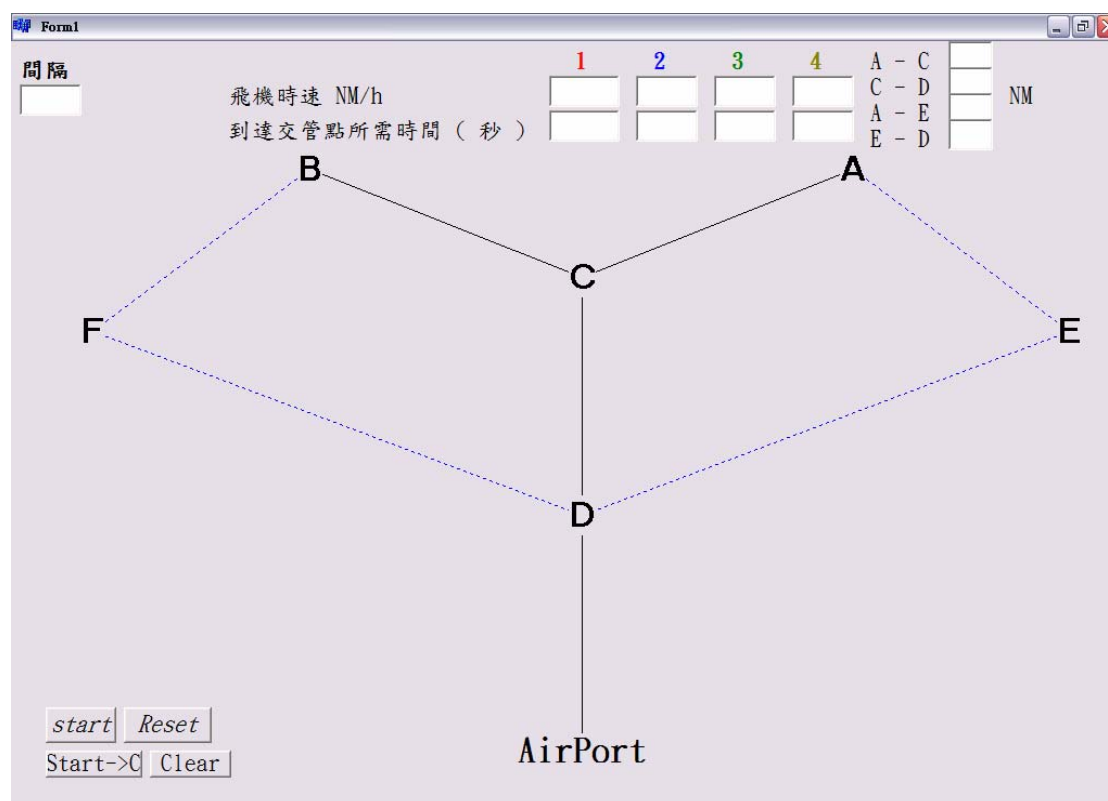 Form1
間隔
1 2 3 4
飛機時速 NM/h
到達交管點所需時間 ( 秒 )
A - C
C - D
A - E
E - D
NM
B
A
C
F
E
D
AirPort
start Reset
Start->C Clear